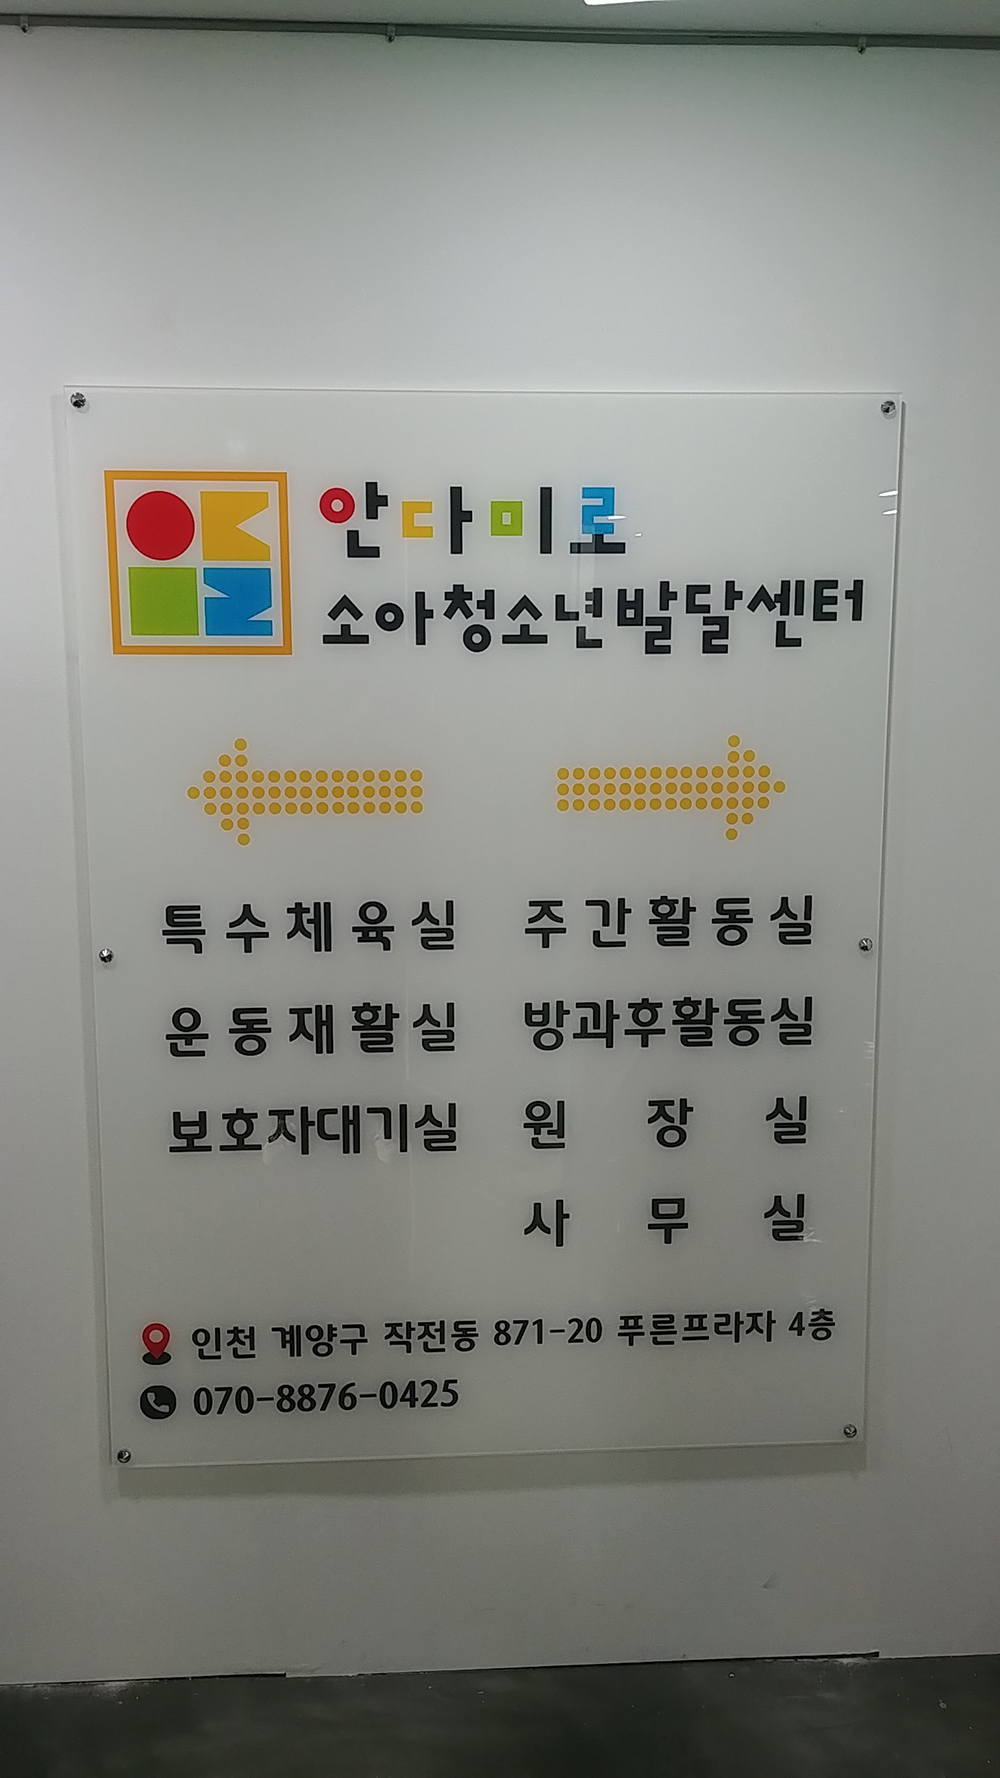 안다미로
소아청소년발달센터
특수체육실 주간활동실
운동재활실 방과후활동실
보호자대기실 원장실
사무실
인천 계양구 작전동 871-20 푸른프라자 4층
070-8876-0425